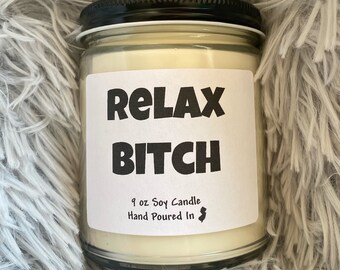 RELAX
BITCH
9 oz Soy Candle
Hand Poured In